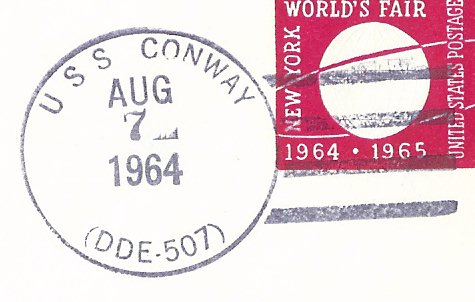 USS CONWAY
AUG
7
1964
(DDE-507)
WORLD'S FAIR
NEW YORK
1964 • 1965
UNITED STATES POSTAGE